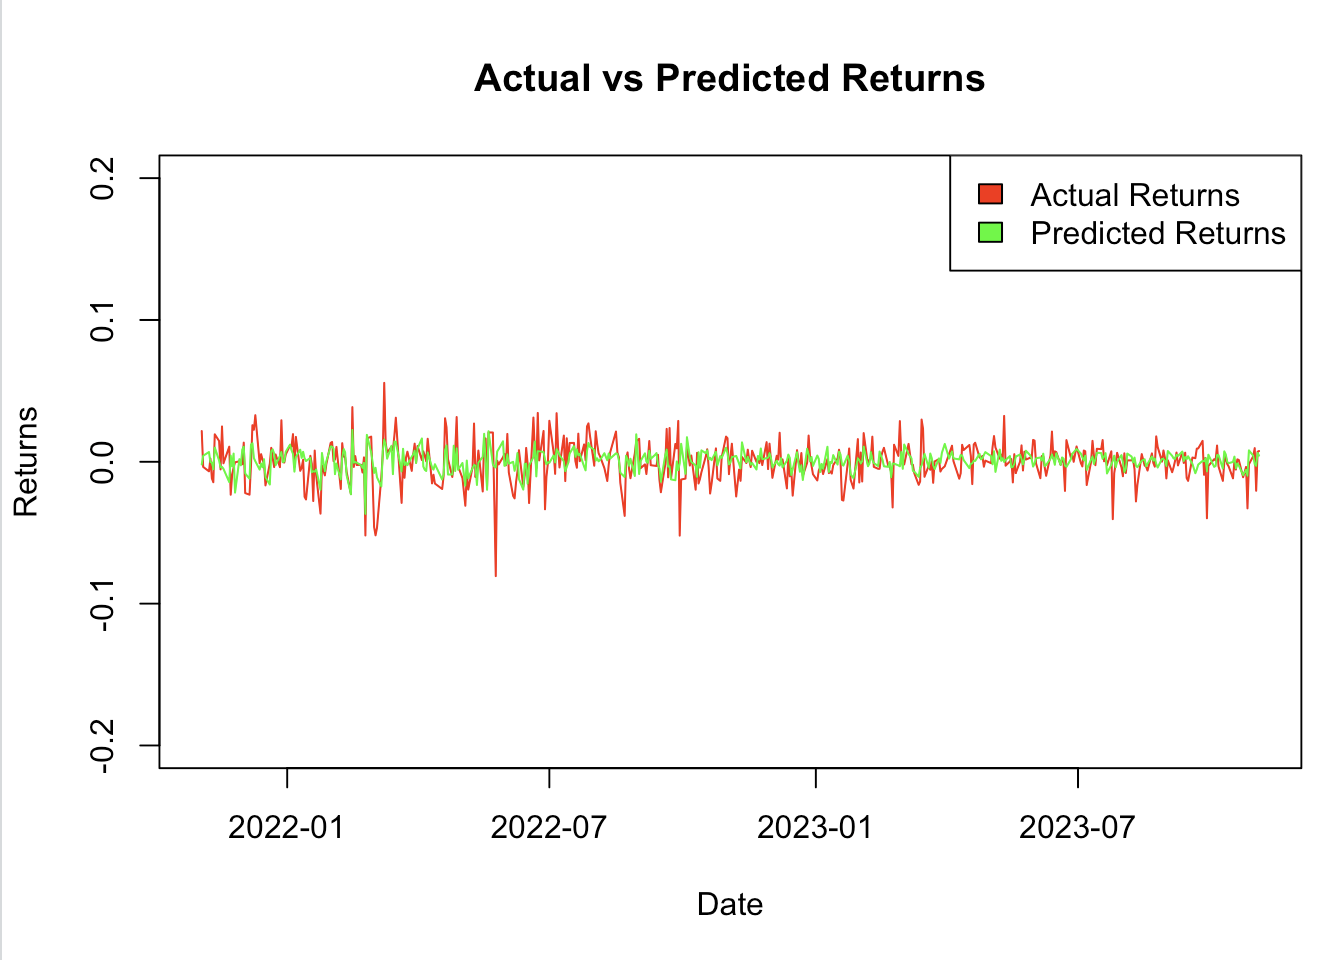 Actual vs Predicted Returns
Actual Returns
Predicted Returns
Returns
0.2
0.1
0.0
-0.1
-0.2
2022-01 2022-07 2023-01 2023-07
Date